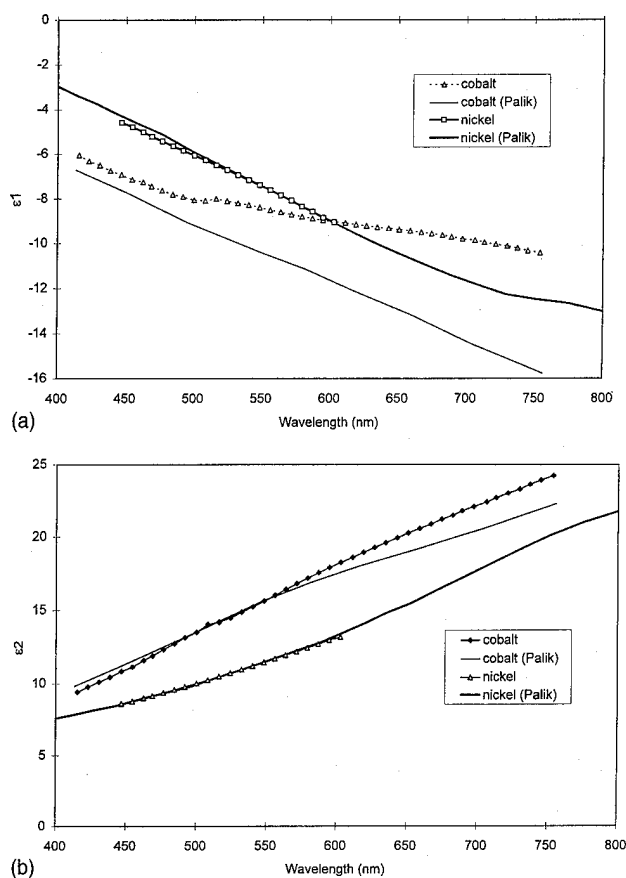 0
-2
-4
-6
-8
-10
-12
-14
-16
ε1
cobalt
cobalt (Palik)
nickel
nickel (Palik)
400 450 500 550 600 650 700 750 800
Wavelength (nm)
(a)
25
20
15
10
5
0
ε2
cobalt
cobalt (Palik)
nickel
nickel (Palik)
400 450 500 550 600 650 700 750 800
Wavelength (nm)
(b)